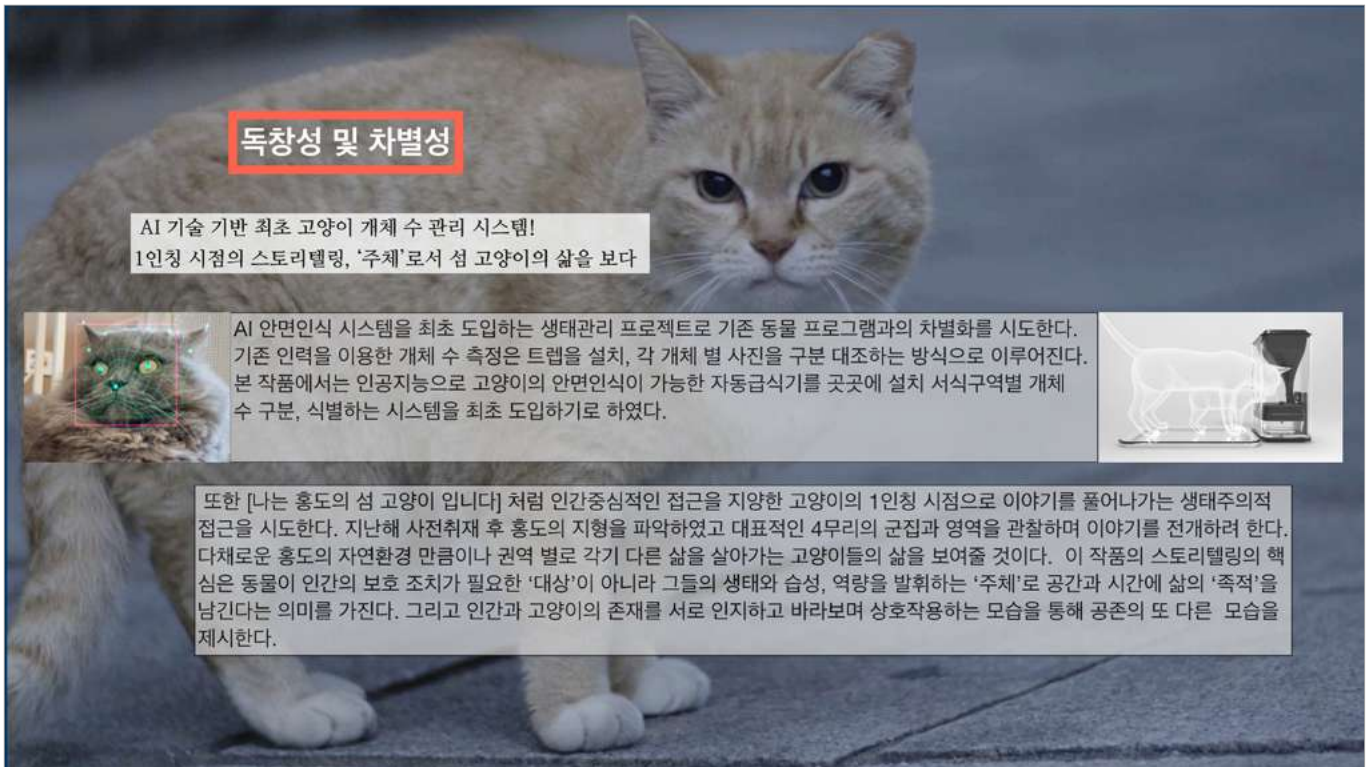 독창성 및 차별성
AI 기술 기반 최초 고양이 개체 수 관리 시스템!
1인칭 시점의 스토리텔링, ‘주체’로서 섬 고양이의 삶을 보다
AI 안면인식 시스템을 최초 도입하는 생태관리 프로젝트로 기존 동물 프로그램과의 차별화를 시도한다.
기존 인력을 이용한 개체 수 측정은 트랩을 설치, 각 개체 별 사진을 구분 대조하는 방식으로 이루어진다.
본 작품에서는 인공지능으로 고양이의 안면인식이 가능한 자동급식기를 곳곳에 설치 서식구역별 개체
수 구분, 식별하는 시스템을 최초 도입하기로 하였다.
또한 [나는 홍도의 섬 고양이 입니다] 처럼 인간중심적인 접근을 지양한 고양이의 1인칭 시점으로 이야기를 풀어나가는 생태주의적
접근을 시도한다. 지난해 사전취재 후 홍도의 지형을 파악하였고 대표적인 4무리의 군집과 영역을 관찰하며 이야기를 전개하려 한다.
다채로운 홍도의 자연환경 만큼이나 권역 별로 각기 다른 삶을 살아가는 고양이들의 삶을 보여줄 것이다. 이 작품의 스토리텔링의 핵
심은 동물이 인간의 보호 조치가 필요한 ‘대상’이 아니라 그들의 생태와 습성, 역량을 발휘하는 ‘주체’로 공간과 시간에 삶의 ‘족적’을
남긴다는 의미를 가진다. 그리고 인간과 고양이의 존재를 서로 인지하고 바라보며 상호작용하는 모습을 통해 공존의 또 다른 모습을
제시한다.